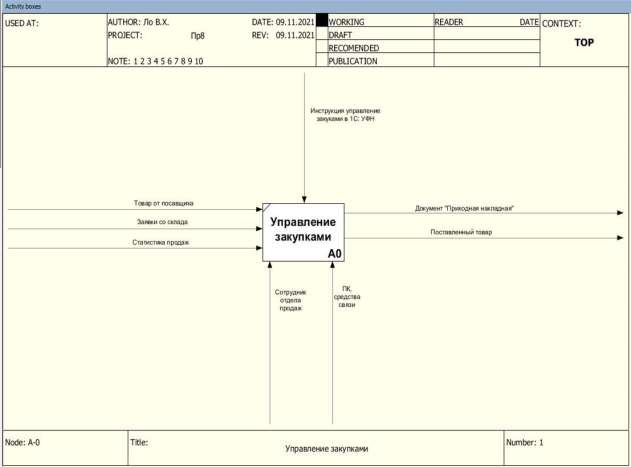 Activity boxes
USED AT:
AUTHOR: Ло В.Х.
DATE: 09.11.2021
WORKING
READER
DATE
CONTEXT:
PROJECT:
Пр8
REV: 09.11.2021
DRAFT
TOP
RECOMENDED
NOTE: 1 2 3 4 5 6 7 8 9 10
PUBLICATION
Инструкция управление
закуками в 1С: УФН
Товар от посавщика
Заявки со склада
Статистика продаж
Управление
закупками
A0
Документ "Приходная накладная"
Поставленный товар
Сотрудник
отдела
продаж
ПК,
средства
связи
Node: A-0
Title:
Управление закупками
Number: 1